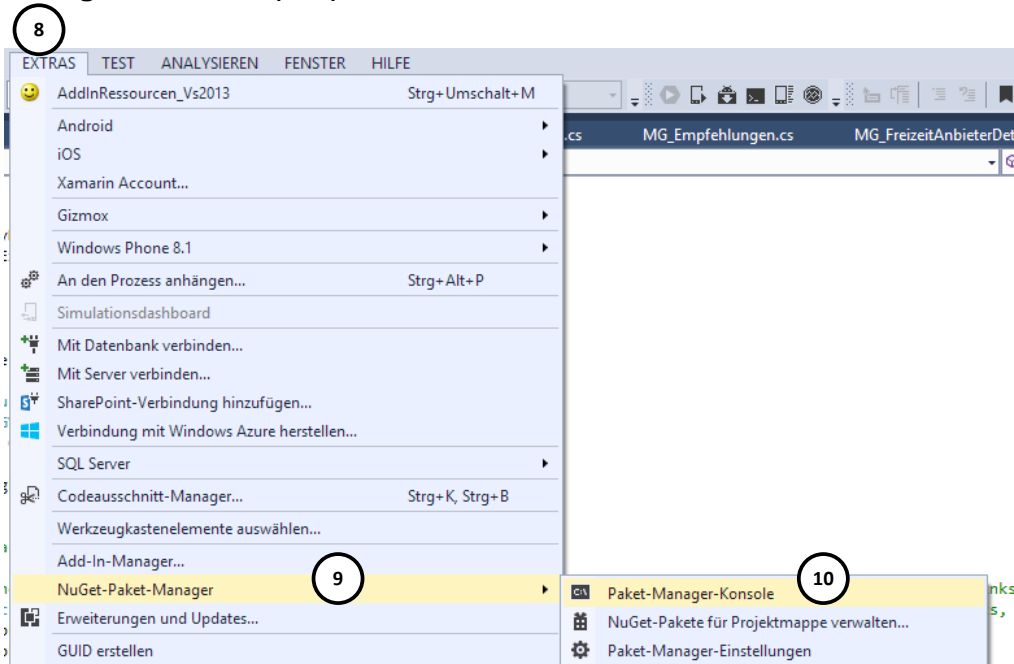 8
EXTRAS TEST ANALYSIEREN FENSTER HILFE
AddInRessourcen_Vs2013 Strg+Umschalt+M
Android
.cs MG_Empfehlungen.cs MG_FreizeitAnbieterDet
iOS
Xamarin Account...
Gizmox
Windows Phone 8.1
An den Prozess anhängen... Strg+Alt+P
Simulationsdashboard
Mit Datenbank verbinden...
Mit Server verbinden...
SharePoint-Verbindung hinzufügen...
Verbindung mit Windows Azure herstellen...
SQL Server
Codeausschnitt-Manager... Strg+K, Strg+B
Werkzeugkastenelemente auswählen...
Add-In-Manager...
NuGet-Paket-Manager 9
Paket-Manager-Konsole 10
Erweiterungen und Updates...
NuGet-Pakete für Projektmappe verwalten...
GUID erstellen
Paket-Manager-Einstellungen